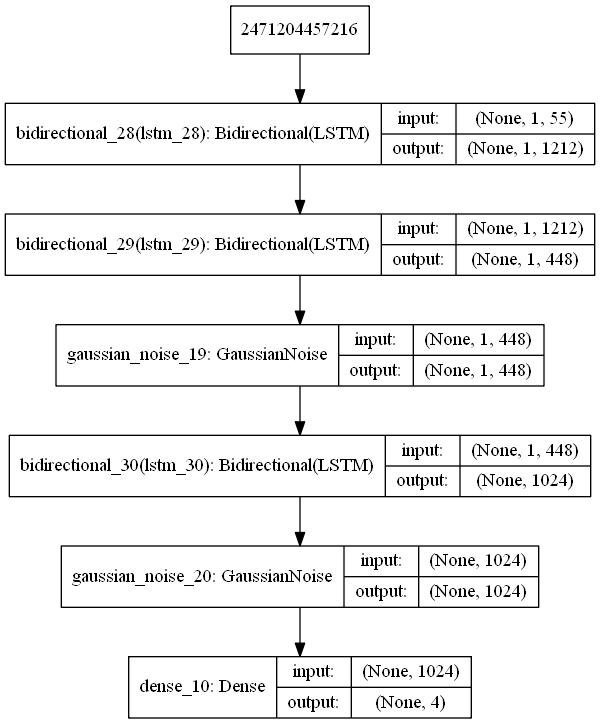 2471204457216
bidirectional_28(lstm_28): Bidirectional(LSTM)
input: (None, 1, 55)
output: (None, 1, 1212)
bidirectional_29(lstm_29): Bidirectional(LSTM)
input: (None, 1, 1212)
output: (None, 1, 448)
gaussian_noise_19: GaussianNoise
input: (None, 1, 448)
output: (None, 1, 448)
bidirectional_30(lstm_30): Bidirectional(LSTM)
input: (None, 1, 448)
output: (None, 1024)
gaussian_noise_20: GaussianNoise
input: (None, 1024)
output: (None, 1024)
dense_10: Dense
input: (None, 1024)
output: (None, 4)